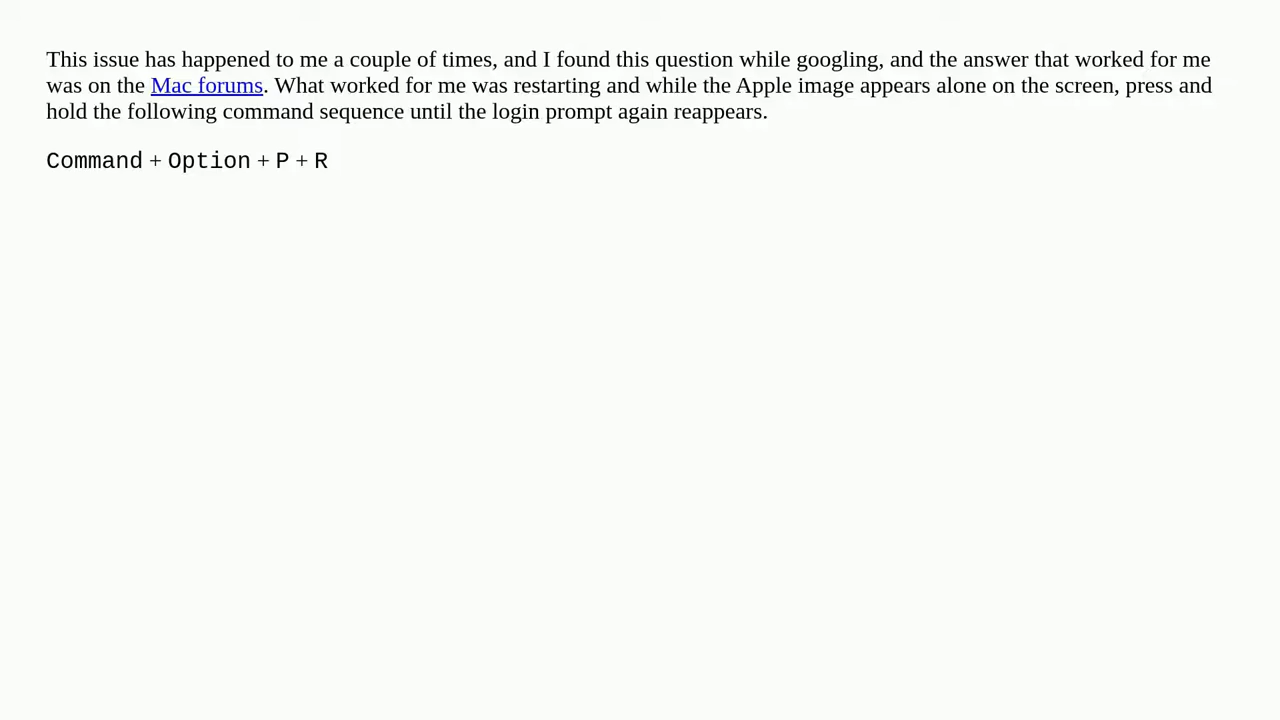 This issue has happened to me a couple of times, and I found this question while googling, and the answer that worked for me
was on the Mac forums. What worked for me was restarting and while the Apple image appears alone on the screen, press and
hold the following command sequence until the login prompt again reappears.
Command + Option + P + R